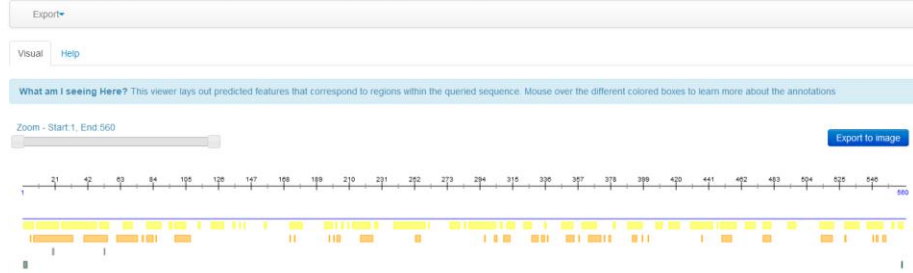 Export
Visual Help
What am I seeing Here? This viewer lays out predicted features that correspond to regions within the queried sequence. Mouse over the different colored boxes to learn more about the annotations
Zoom - Start:1, End:560
Export to image
21 42 63 84 105 126 147 168 189 210 231 252 273 294 315 336 357 378 399 420 441 462 483 504 525 546
1 560